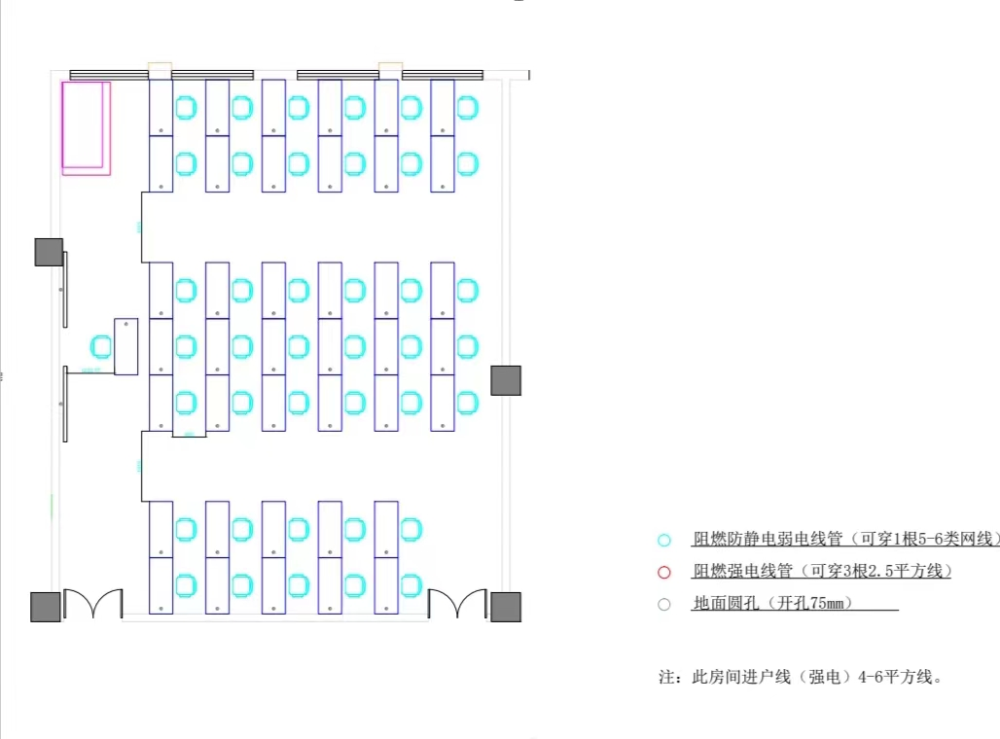 阻燃防静电弱电线管（可穿1根5-6类网线）
阻燃强电线管（可穿3根2.5平方线）
地面圆孔（开孔75mm）
注：此房间进户线（强电）4-6平方线。